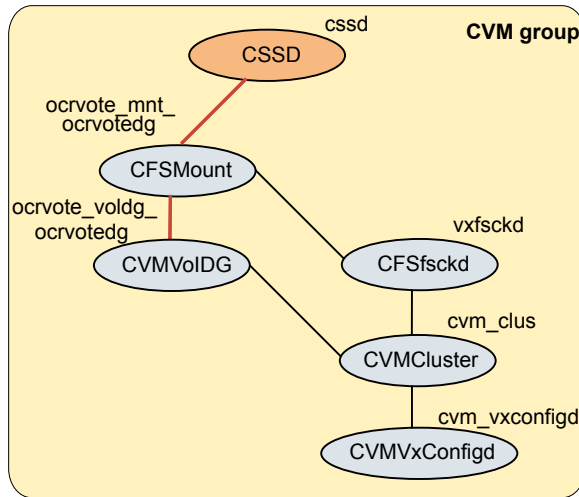 cssd
CVM group
CSSD
ocrvote_mnt_
ocrvotedg
CFSMount
ocrvote_voldg_
ocrvotedg
vxfsckd
CVMVolDG
CFSfsckd
cvm_clus
CVMCluster
cvm_vxconfigd
CVMVxConfigd